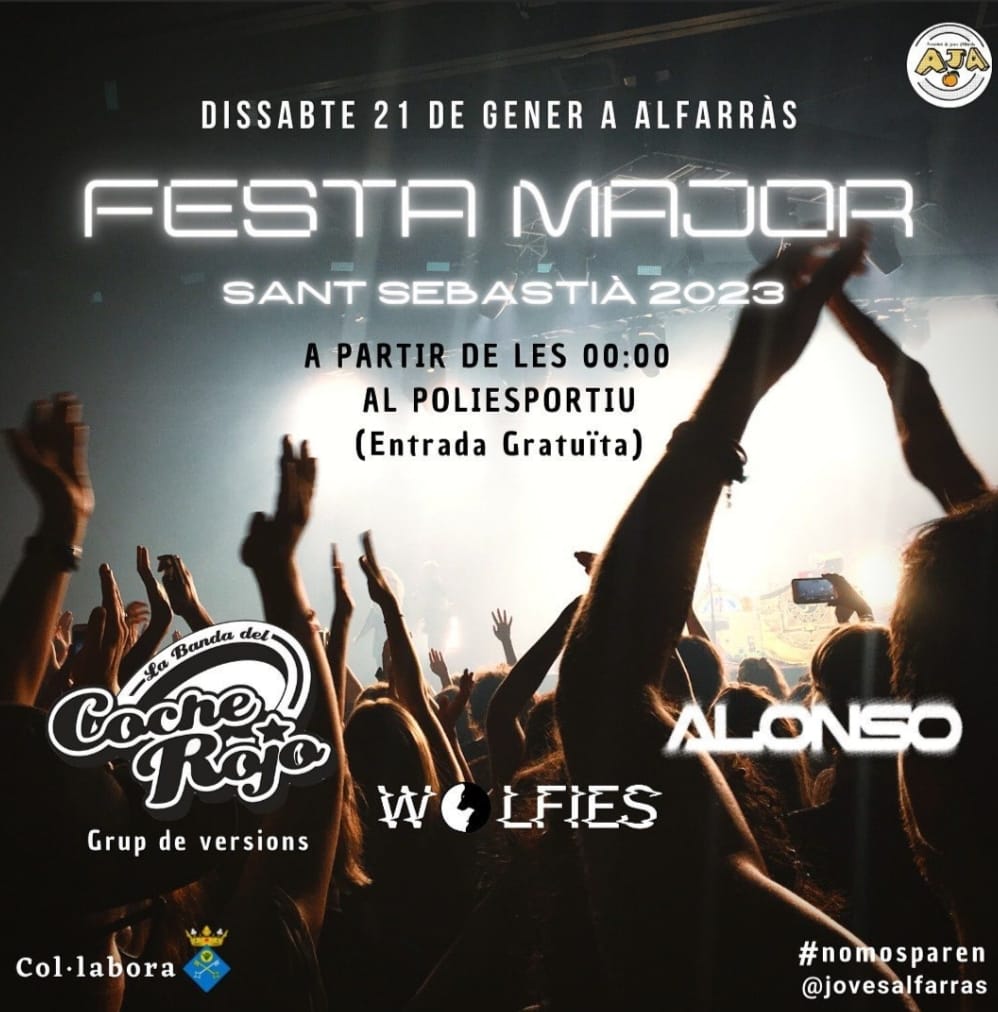 AJA
DISSABTE 21 DE GENER A ALFARRÀS
FESTA MAJOR
SANT SEBASTIÀ 2023
A PARTIR DE LES 00:00
AL POLIESPORTIU
(Entrada Gratuïta)
La Banda del
Coche
Rojo
Grup de versions
ALONSO
WOLFIES
Col·labora
#nomosparen
@jovesalfarras